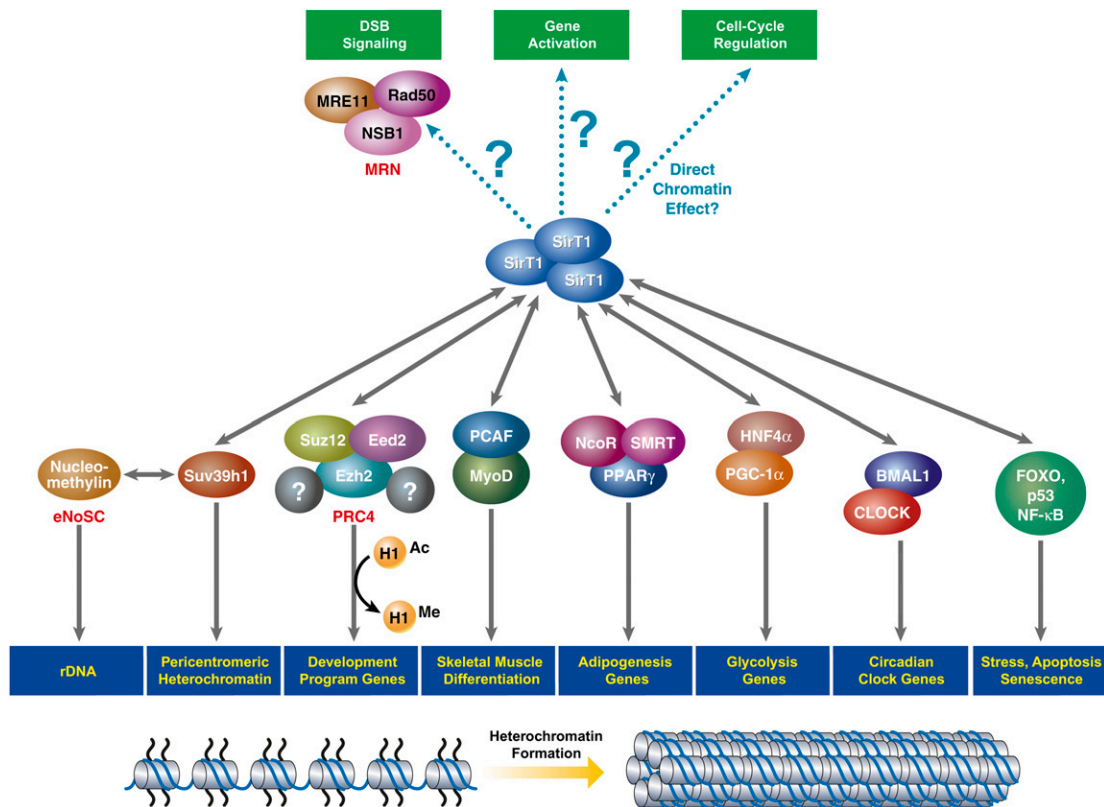 DSB
Signaling
Gene
Activation
Cell-Cycle
Regulation
MRE11
Rad50
NSB1
MRN
?
?
?
Direct
Chromatin
Effect?
SirT1
SirT1
SirT1
Nucleo-
methylin
eNoSC
Suv39h1
Suz12
Eed2
Ezh2
?
?
PRC4
PCAF
MyoD
NcoR
SMRT
PPARγ
HNF4α
PGC-1α
BMAL1
CLOCK
FOXO,
p53
NF-κB
H1 Ac
H1 Me
rDNA
Pericentromeric
Heterochromatin
Development
Program Genes
Skeletal Muscle
Differentiation
Adipogenesis
Genes
Glycolysis
Genes
Circadian
Clock Genes
Stress, Apoptosis
Senescence
Heterochromatin
Formation